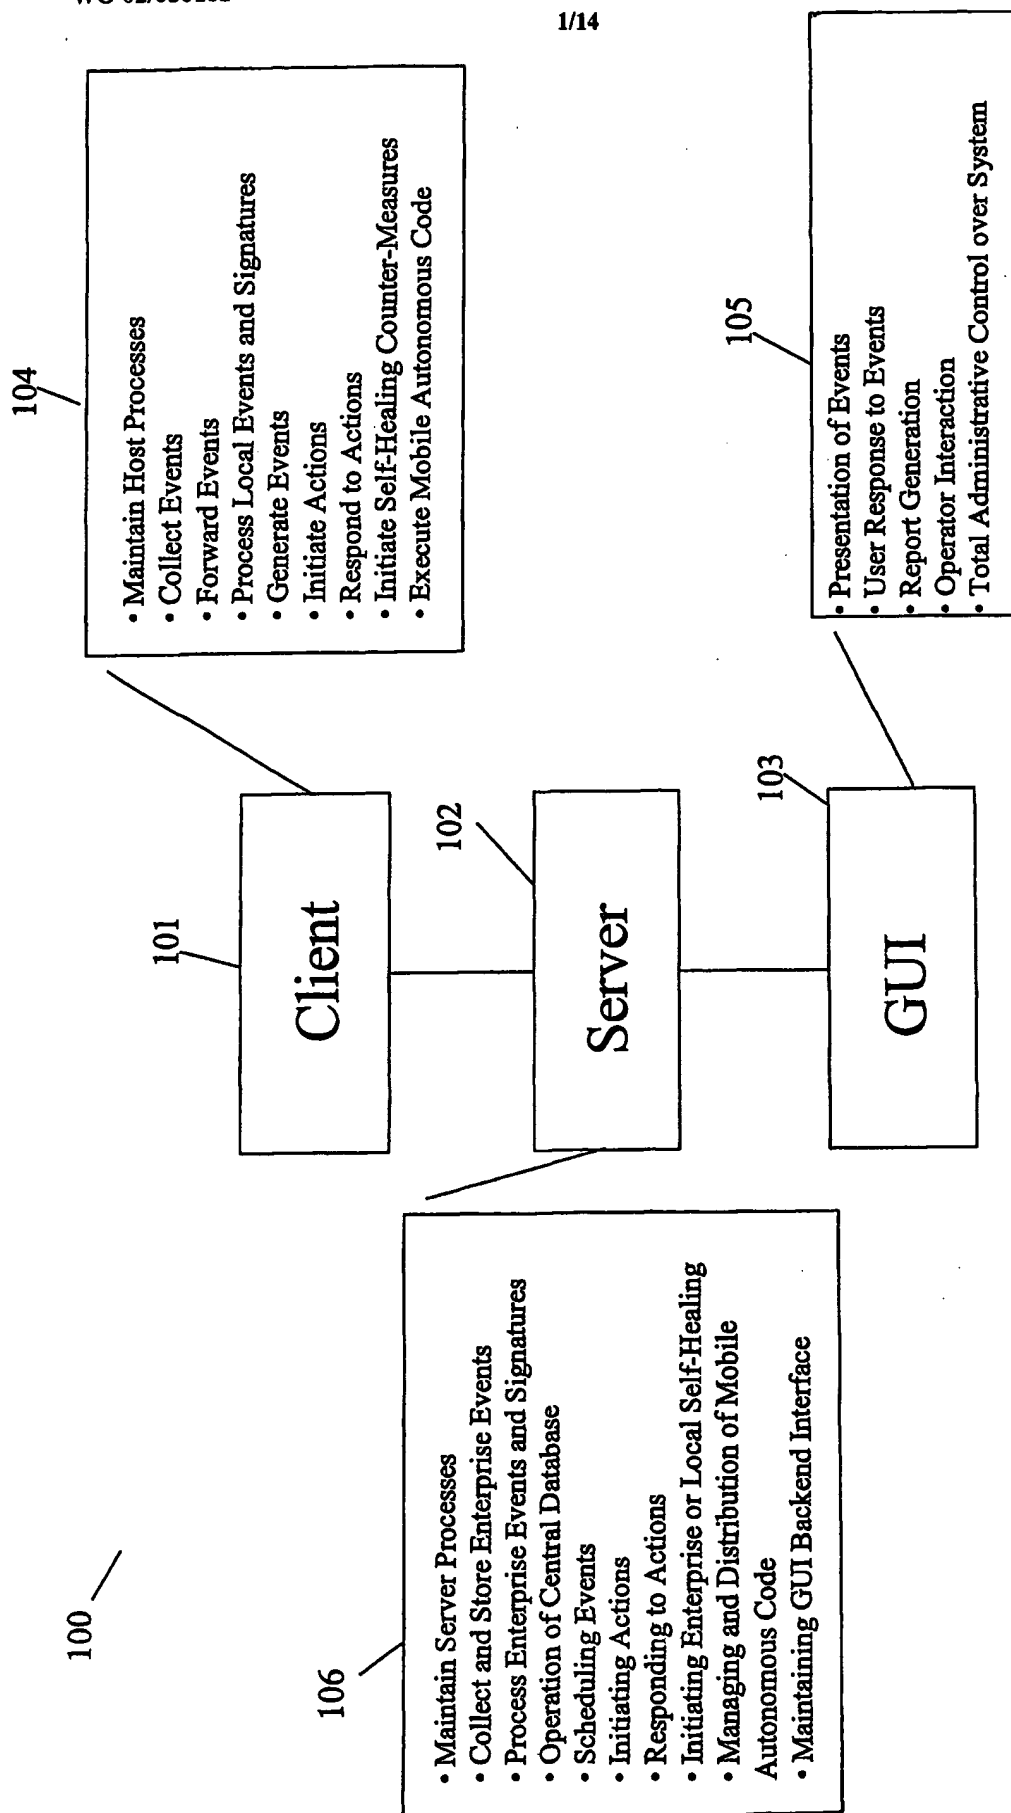 1/14
100
104
• Maintain Host Processes
• Collect Events
• Forward Events
• Process Local Events and Signatures
• Generate Events
• Initiate Actions
• Respond to Actions
• Initiate Self-Healing Counter-Measures
• Execute Mobile Autonomous Code
101
Client
102
Server
103
GUI
105
• Presentation of Events
• User Response to Events
• Report Generation
• Operator Interaction
• Total Administrative Control over System
106
• Maintain Server Processes
• Collect and Store Enterprise Events
• Process Enterprise Events and Signatures
• Operation of Central Database
• Scheduling Events
• Initiating Actions
• Responding to Actions
• Initiating Enterprise or Local Self-Healing
• Managing and Distribution of Mobile
Autonomous Code
• Maintaining GUI Backend Interface